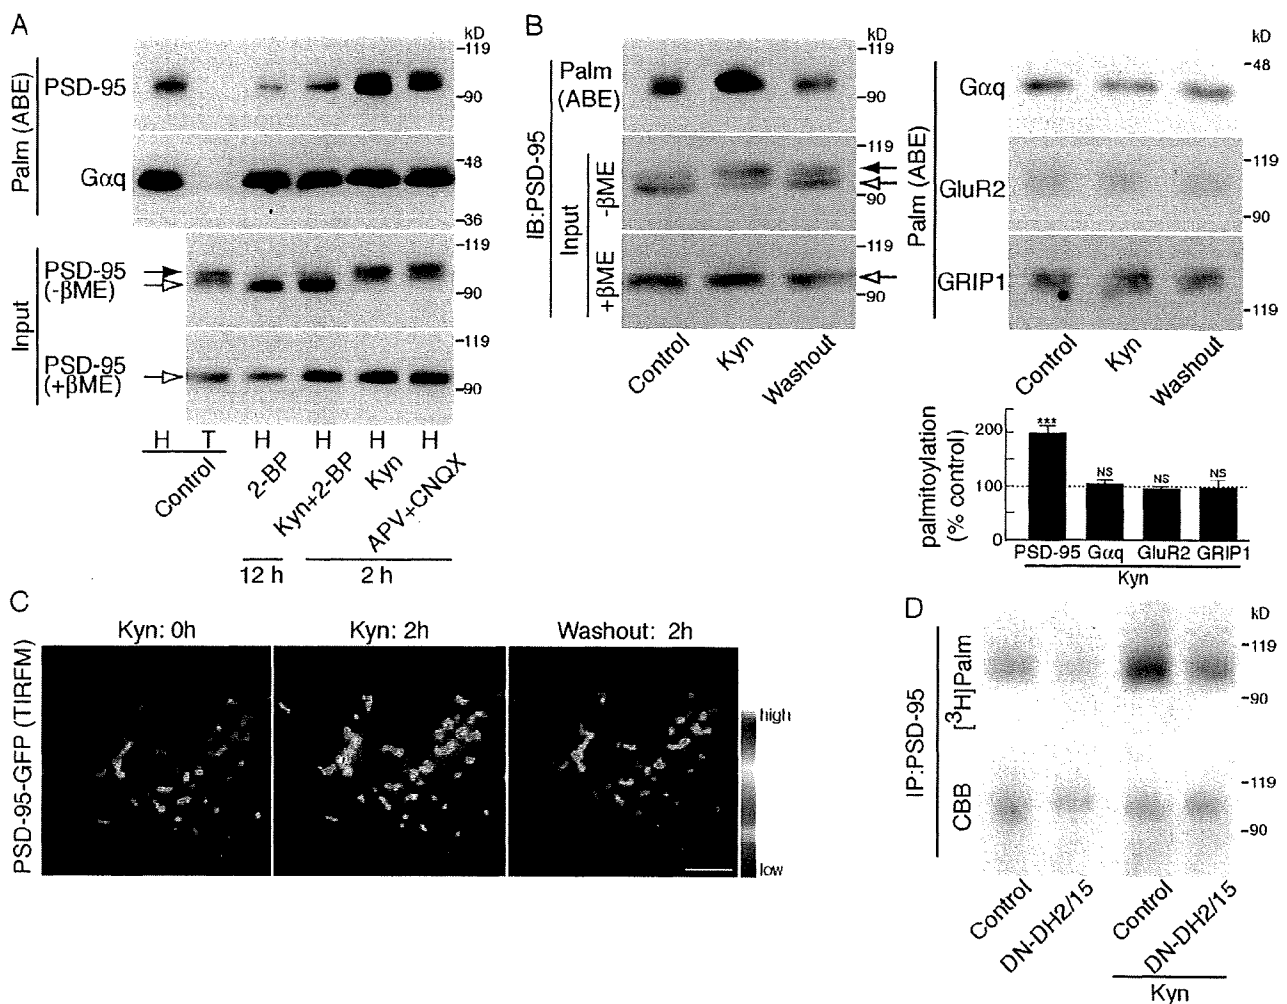 A
kD
Palm (ABE)
PSD-95
-119
-90
Gαq
-48
-36
Input
PSD-95
(-βME)
-119
-90
PSD-95
(+βME)
-119
-90
H T H H H H
Control
2-BP
Kyn+2-BP
Kyn
APV+CNQX
12 h
2 h
B
kD
IB:PSD-95
Palm
(ABE)
-119
-90
Input
-βME
119
-90
+βME
119
-90
Control
Kyn
Washout
kD
Palm (ABE)
Gαq
-48
GluR2
119
-90
GRIP1
-119
Control
Kyn
Washout
palmitoylation
(% control)
200
100
0
***
NS
NS
NS
PSD-95 Gαq GluR2 GRIP1
Kyn
C
PSD-95-GFP (TIRFM)
Kyn: 0h
Kyn: 2h
Washout: 2h
high
low
D
kD
IP:PSD-95
[³H]Palm
-119
-90
CBB
-119
-90
Control
DN-DH2/15
Control
DN-DH2/15
Kyn